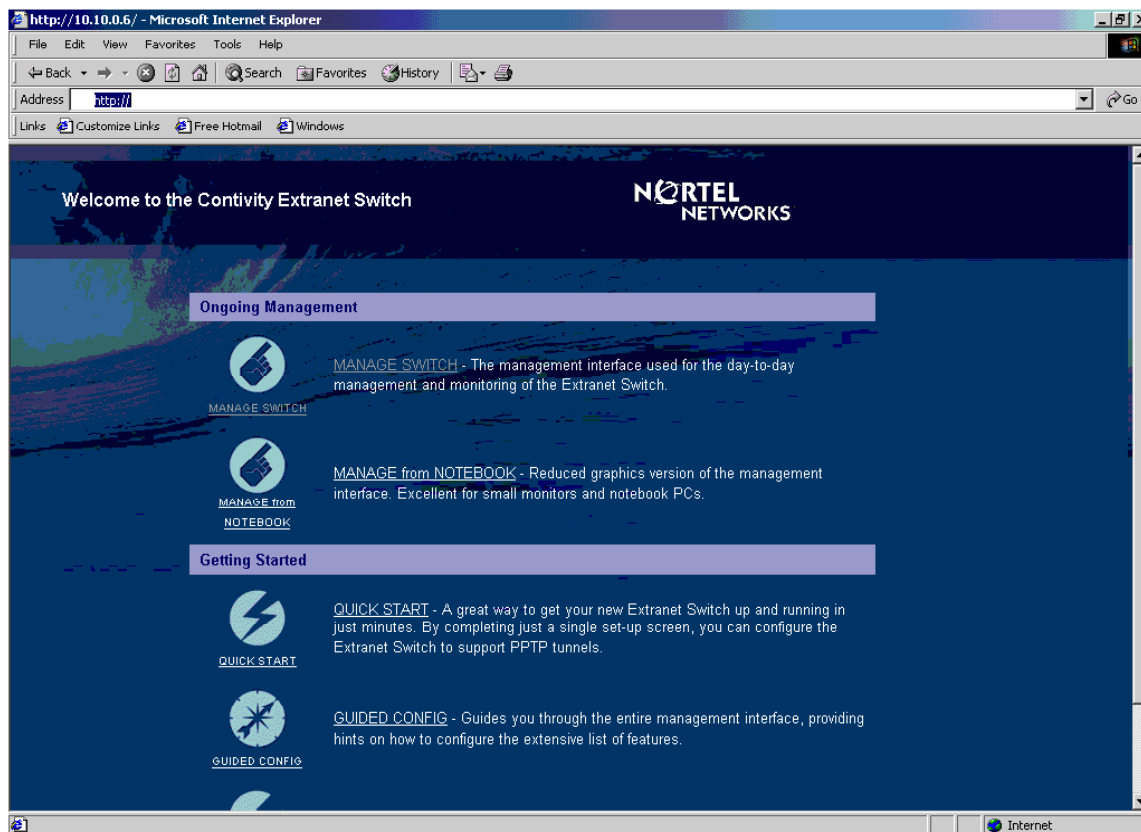 http://10.10.0.6/ - Microsoft Internet Explorer
File Edit View Favorites Tools Help
Back Search Favorites History
Address http:// Go
Links Customize Links Free Hotmail Windows
Welcome to the Contivity Extranet Switch
NORTEL
NETWORKS
Ongoing Management
MANAGE SWITCH
MANAGE SWITCH - The management interface used for the day-to-day
management and monitoring of the Extranet Switch.
MANAGE from
NOTEBOOK
MANAGE from NOTEBOOK - Reduced graphics version of the management
interface. Excellent for small monitors and notebook PCs.
Getting Started
QUICK START
QUICK START - A great way to get your new Extranet Switch up and running in
just minutes. By completing just a single set-up screen, you can configure the
Extranet Switch to support PPTP tunnels.
GUIDED CONFIG
GUIDED CONFIG - Guides you through the entire management interface, providing
hints on how to configure the extensive list of features.
Internet